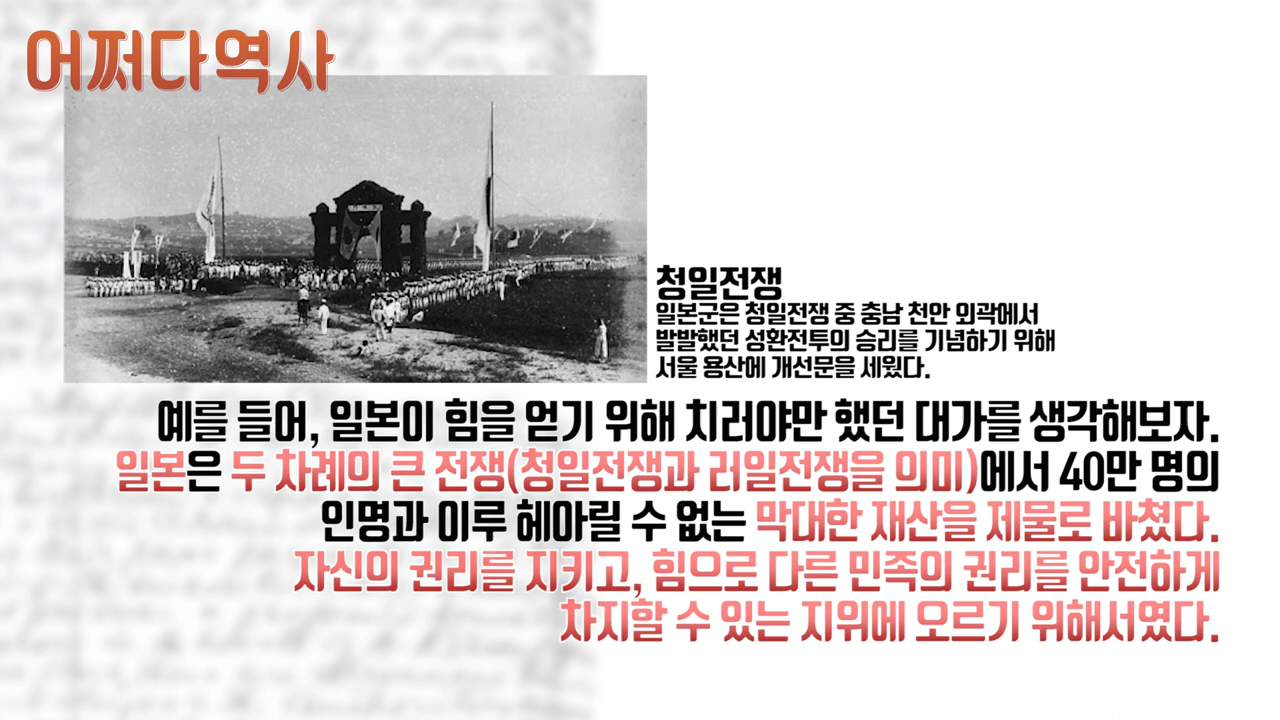 어쩌다역사
청일전쟁
일본군은 청일전쟁 중 충남 천안 외곽에서
발발했던 성환전투의 승리를 기념하기 위해
서울 용산에 개선문을 세웠다.
예를 들어, 일본이 힘을 얻기 위해 치러야만 했던 대가를 생각해보자.
일본은 두 차례의 큰 전쟁(청일전쟁과 러일전쟁을 의미)에서 40만 명의
인명과 이루 헤아릴 수 없는 막대한 재산을 제물로 바쳤다.
자신의 권리를 지키고, 힘으로 다른 민족의 권리를 안전하게
차지할 수 있는 지위에 오르기 위해서였다.